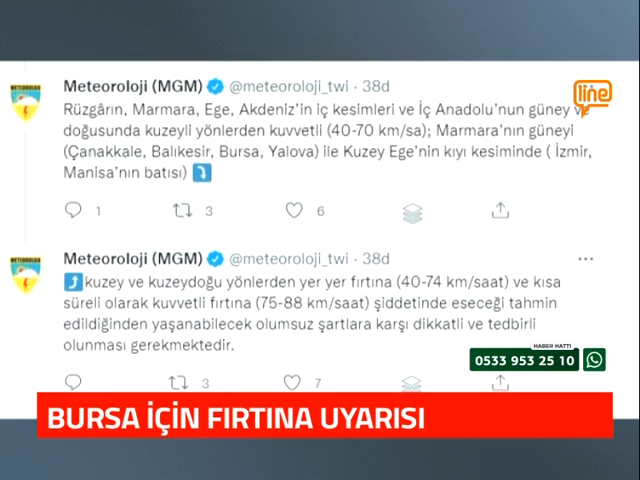 Meteoroloji (MGM) @meteoroloji_twi · 38d
line
Rüzgârın, Marmara, Ege, Akdeniz'in iç kesimleri ve İç Anadolu'nun güney ve
doğusunda kuzeyli yönlerden kuvvetli (40-70 km/sa); Marmara'nın güneyi
(Çanakkale, Balıkesir, Bursa, Yalova) ile Kuzey Ege'nin kıyı kesiminde ( İzmir,
Manisa'nın batısı)
1 3 6
Meteoroloji (MGM) @meteoroloji_twi · 38d
kuzey ve kuzeydoğu yönlerden yer yer fırtına (40-74 km/saat) ve kısa
süreli olarak kuvvetli fırtına (75-88 km/saat) şiddetinde eseceği tahmin
edildiğinden yaşanabilecek olumsuz şartlara karşı dikkatli ve tedbirli
olunması gerekmektedir.
HABER HATTI
0533 953 25 10
3 7
BURSA İÇİN FIRTINA UYARISI